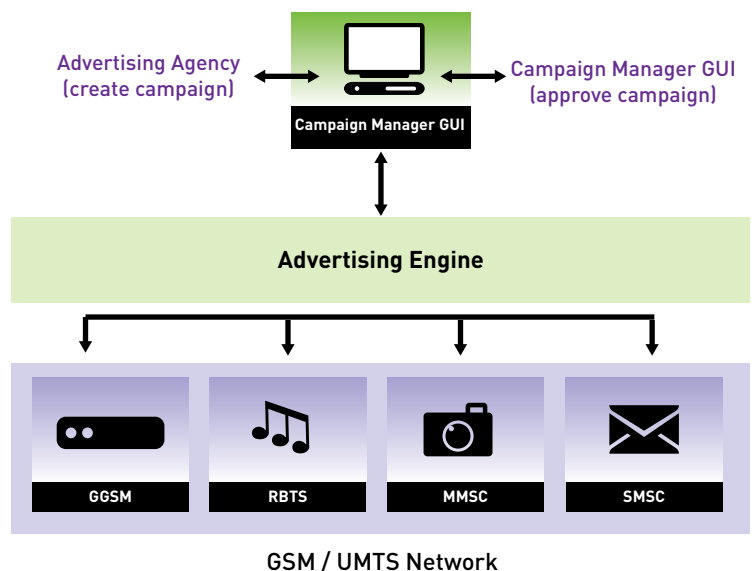 Advertising Agency
(create campaign)
Campaign Manager GUI
(approve campaign)
Campaign Manager GUI
Advertising Engine
GGSM
RBTS
MMSC
SMSC
GSM / UMTS Network